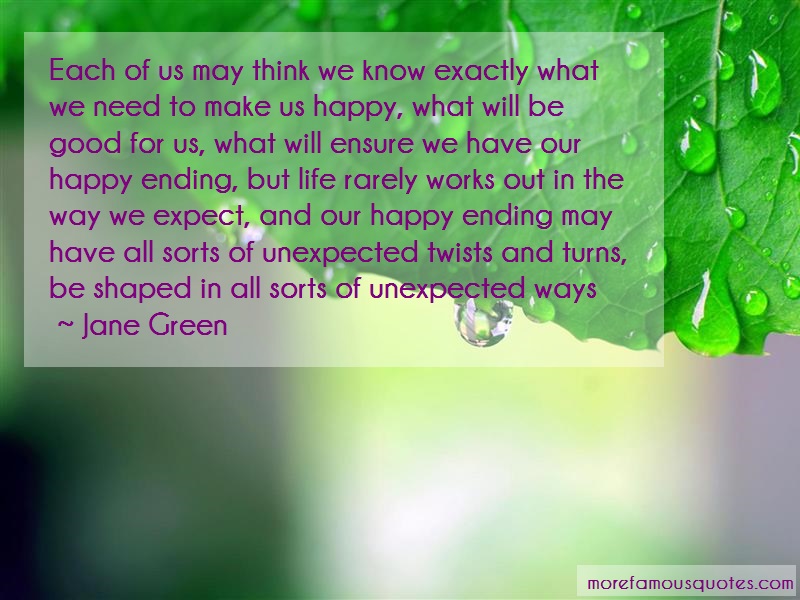 Each of us may think we know exactly what
we need to make us happy, what will be
good for us, what will ensure we have our
happy ending, but life rarely works out in the
way we expect, and our happy ending may
have all sorts of unexpected twists and turns,
be shaped in all sorts of unexpected ways
~ Jane Green
morefamousquotes.com